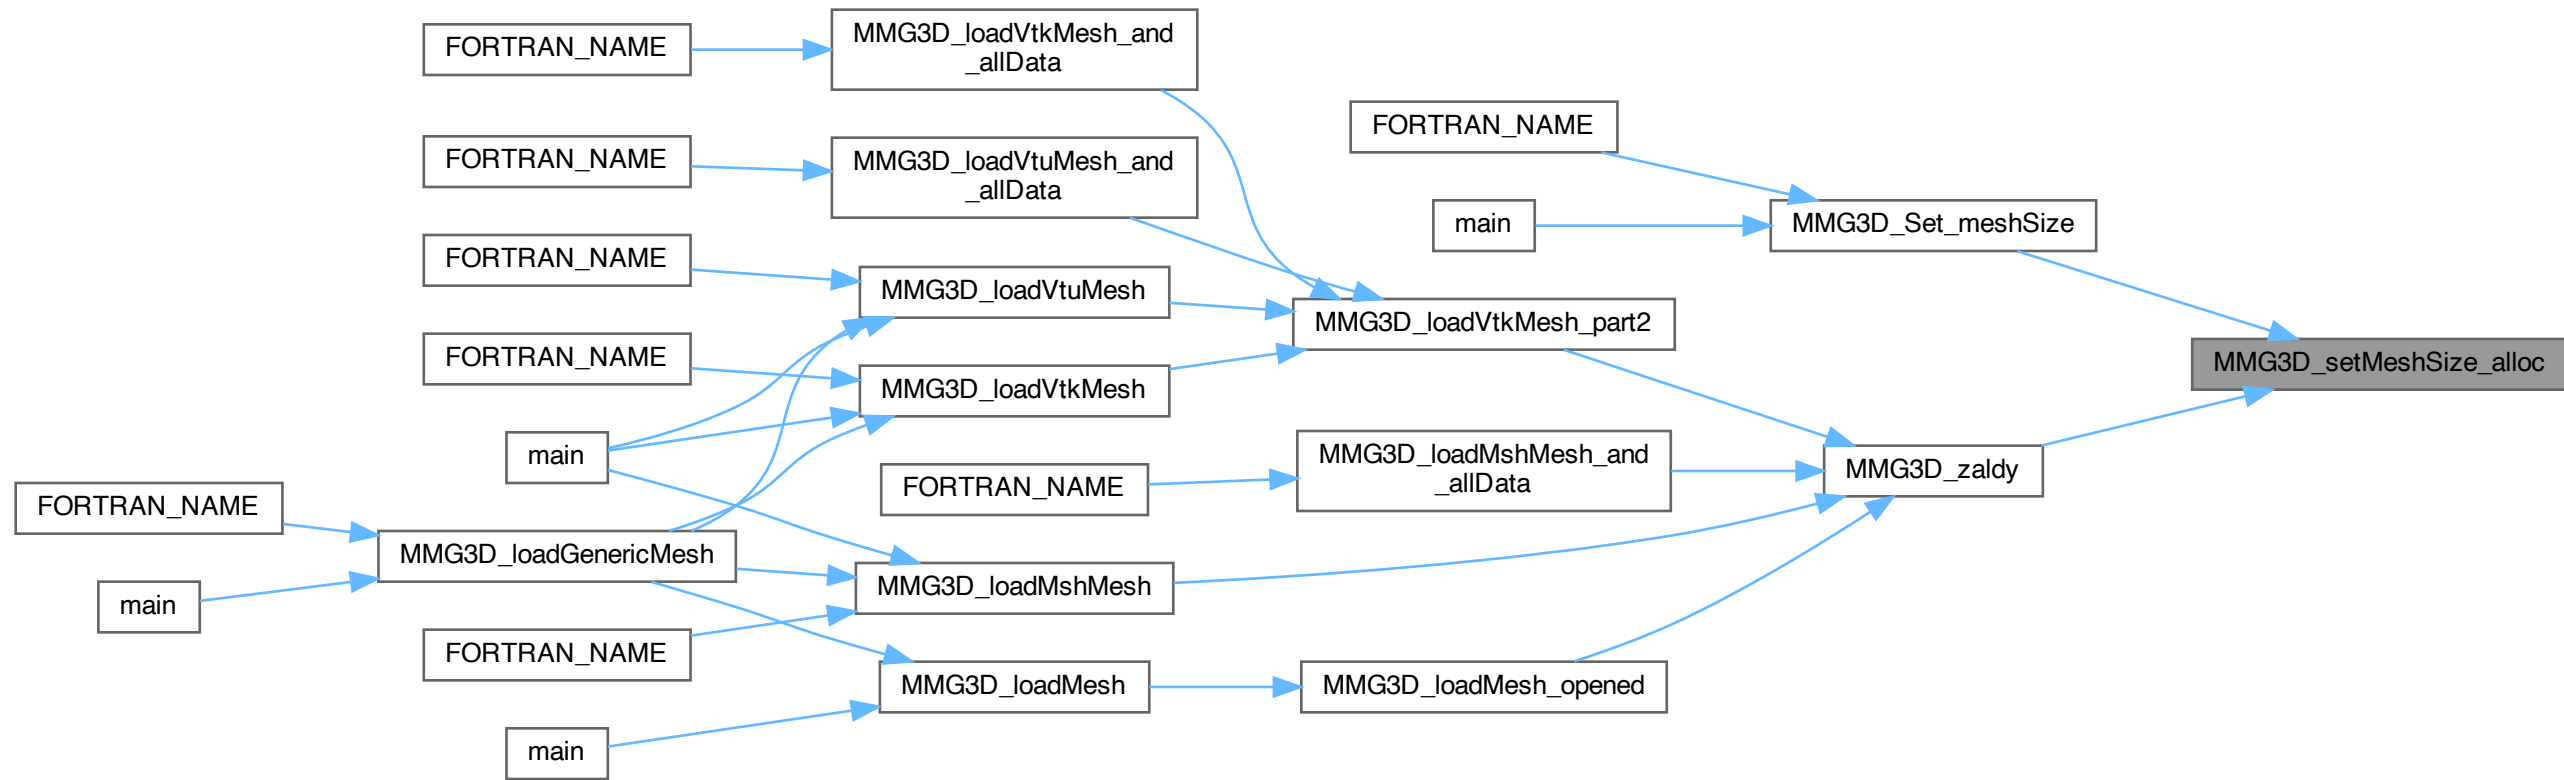 FORTRAN_NAME
MMG3D_loadVtkMesh_and
_allData
FORTRAN_NAME
FORTRAN_NAME
MMG3D_loadVtuMesh_and
_allData
main
MMG3D_Set_meshSize
FORTRAN_NAME
MMG3D_loadVtuMesh
MMG3D_loadVtkMesh_part2
FORTRAN_NAME
MMG3D_loadVtkMesh
MMG3D_setMeshSize_alloc
main
MMG3D_loadMshMesh_and
_allData
MMG3D_zaldy
FORTRAN_NAME
FORTRAN_NAME
MMG3D_loadGenericMesh
main
MMG3D_loadMshMesh
FORTRAN_NAME
MMG3D_loadMesh
MMG3D_loadMesh_opened
main